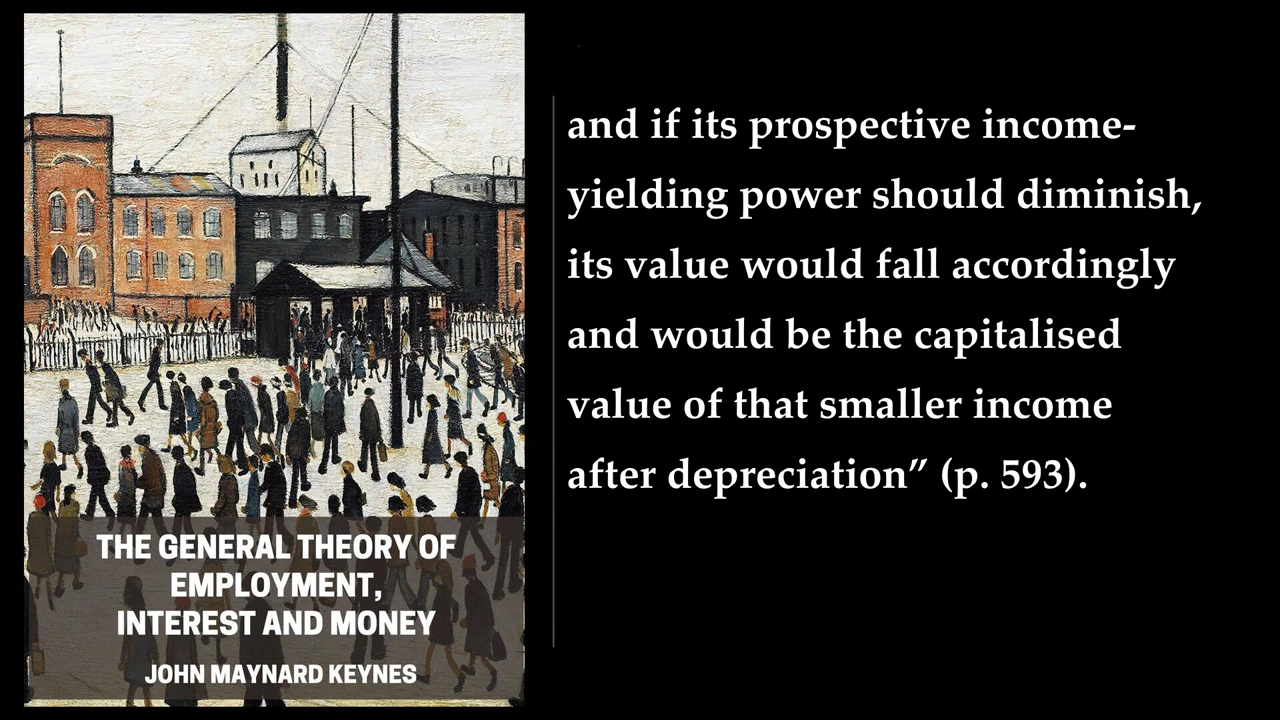 and if its prospective income-
yielding power should diminish,
its value would fall accordingly
and would be the capitalised
value of that smaller income
after depreciation” (p. 593).
THE GENERAL THEORY OF
EMPLOYMENT,
INTEREST AND MONEY
JOHN MAYNARD KEYNES